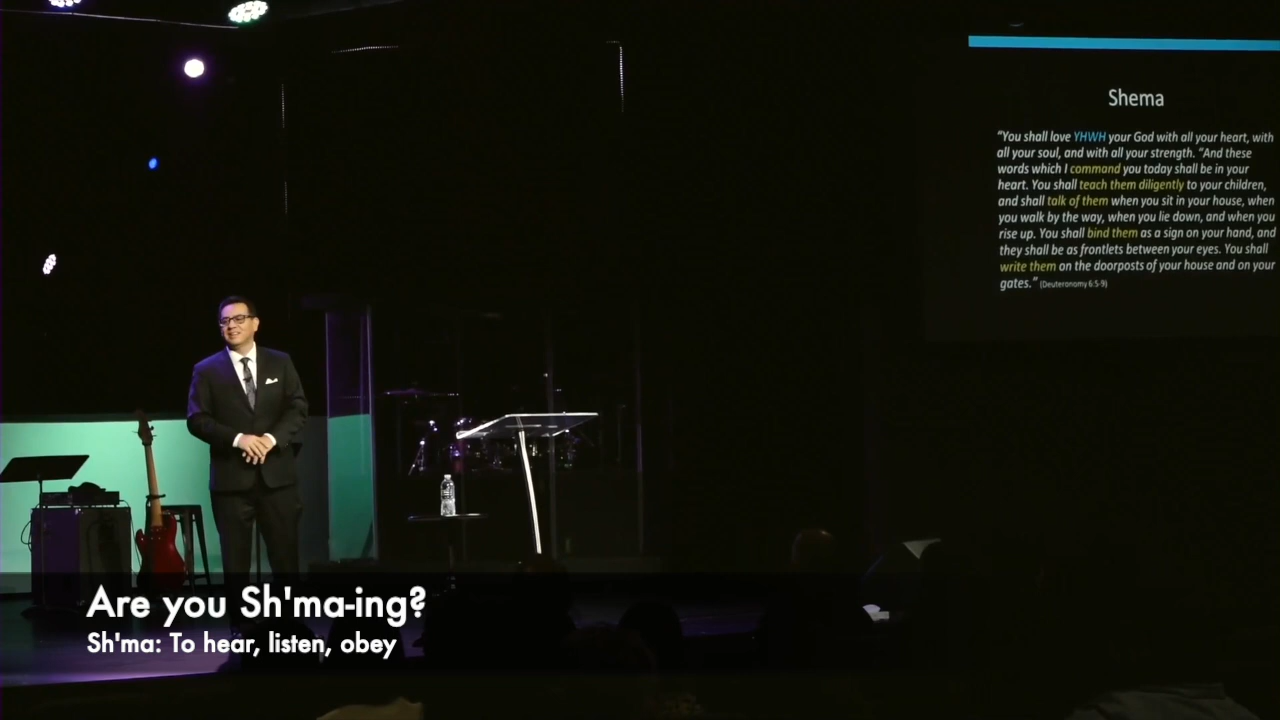 Shema
“You shall love YHWH your God with all your heart, with
all your soul, and with all your strength. “And these
words which I command you today shall be in your
heart. You shall teach them diligently to your children,
and shall talk of them when you sit in your house, when
you walk by the way, when you lie down, and when you
rise up. You shall bind them as a sign on your hand, and
they shall be as frontlets between your eyes. You shall
write them on the doorposts of your house and on your
gates.” (Deuteronomy 6:5-9)
Are you Sh'ma-ing?
Sh'ma: To hear, listen, obey